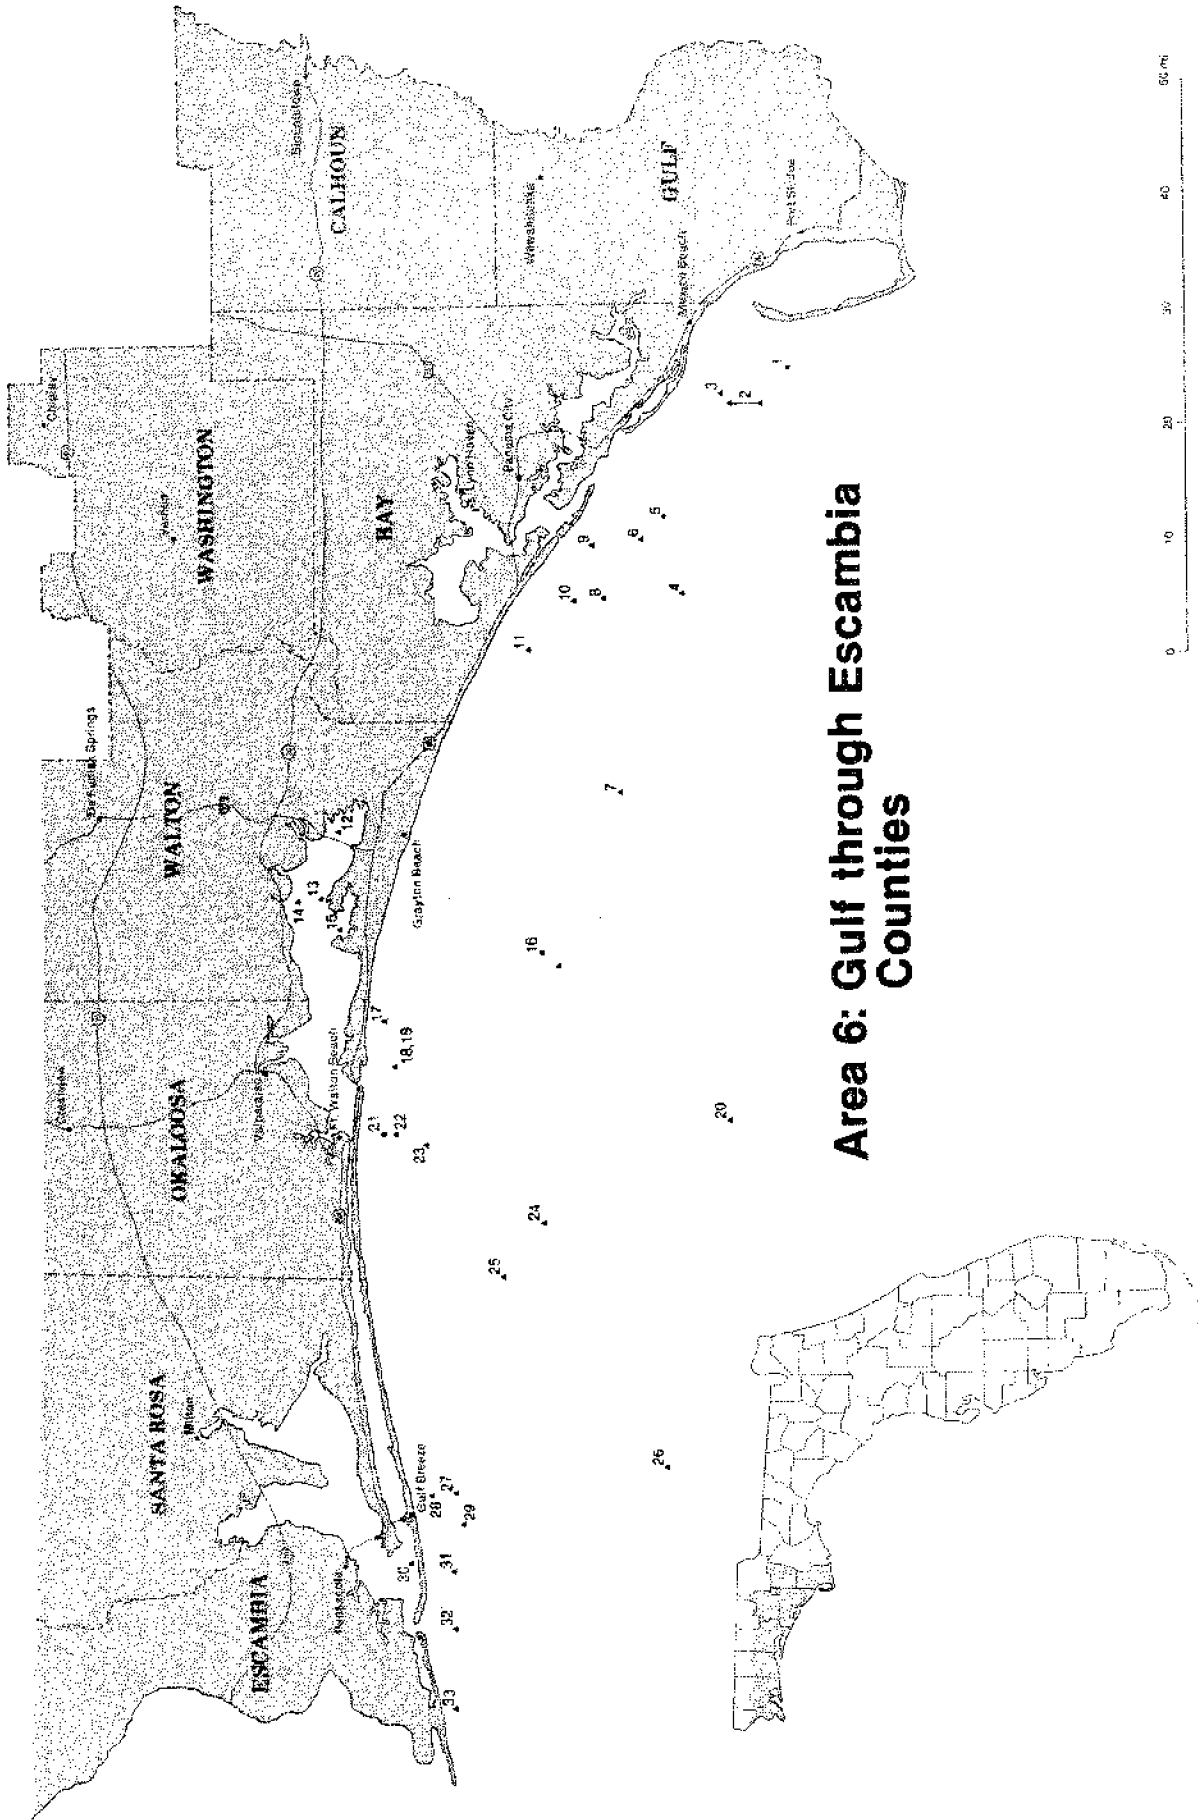 Chipley
Blountstown
CALHOUN
Vernon
WASHINGTON
De Funiak Springs
WALTON
Crestview
OKALOOSA
Valparaiso
SANTA ROSA
Milton
ESCAMBIA
Pensacola
Gulf Breeze
Ft. Walton Beach
Grayton Beach
BAY
Lynn Haven
Panama City
Wewahitchka
GULF
Mexico Beach
Port St. Joe
1
2
3
4
5
6
7
8
9
10
11
12
13
14
15
16
17
18,19
20
21
22
23
24
25
26
27
28
29
30
31
32
33
Area 6: Gulf through Escambia
Counties
0 10 20 30 40 50 mi